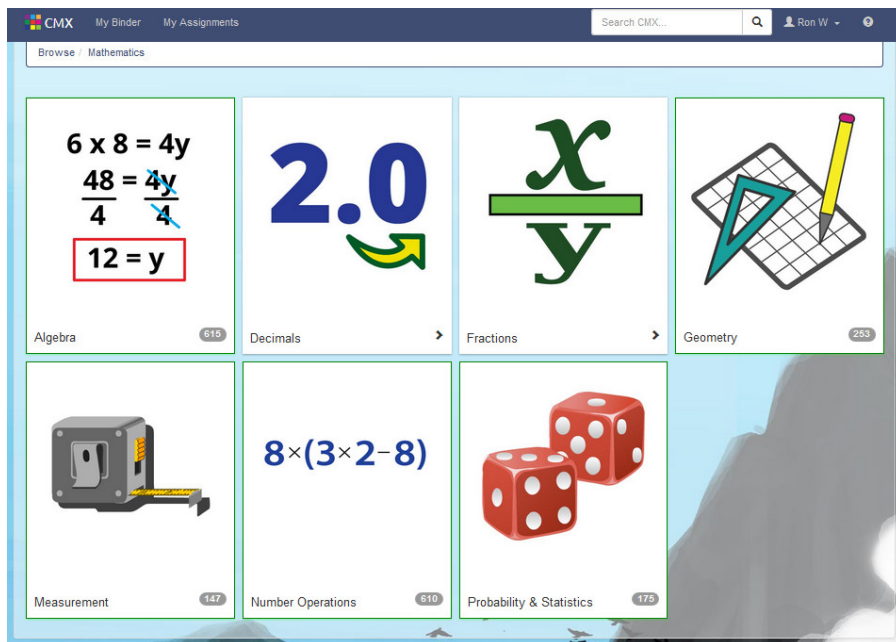 CMX My Binder My Assignments Search CMX... Ron W
Browse / Mathematics
6 x 8 = 4y
48 = 4y
4 4
12 = y
2.0
x
y
Algebra 615
Decimals
Fractions
Geometry 253
8×(3×2−8)
Measurement 147
Number Operations 610
Probability & Statistics 175